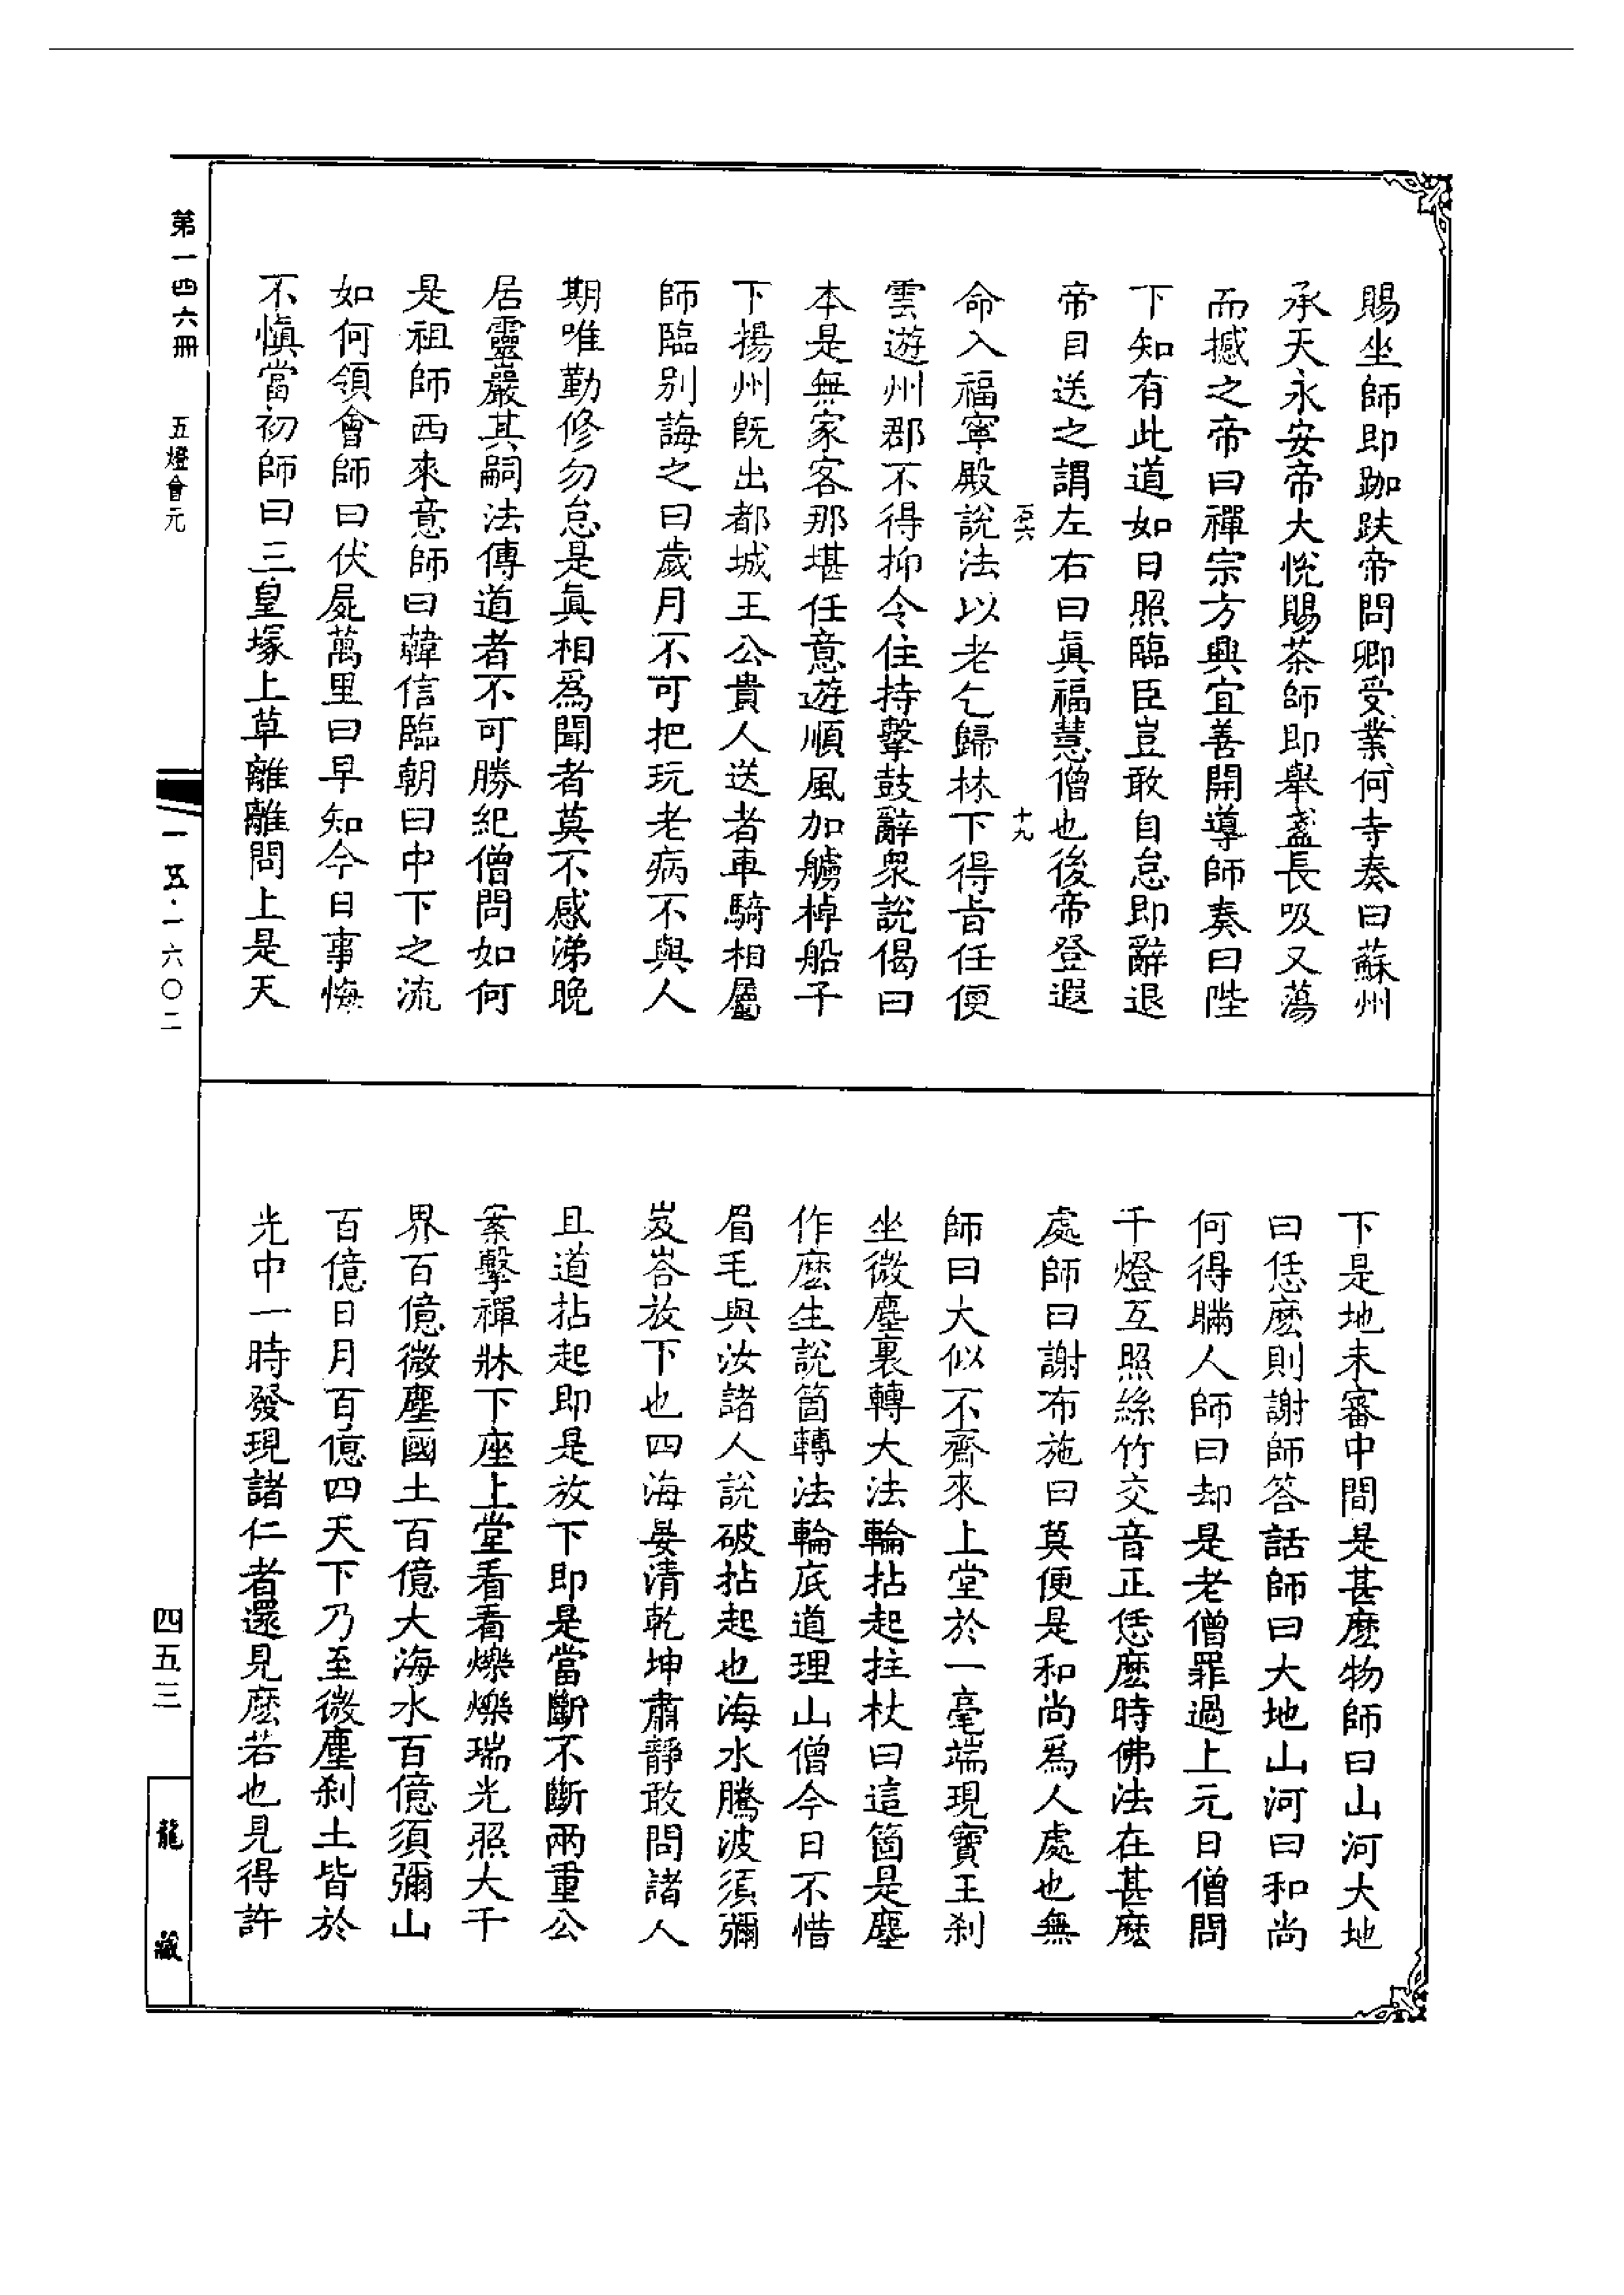 賜坐師即跏趺帝問卿受業何寺奏曰蘇州
承天永安帝大悅賜茶師即舉盞長吸又蕩
而撼之帝曰禪宗方興宜善開導師奏曰陛
下知有此道如日照臨臣豈敢自怠即辭退
帝目送之謂左右曰眞福慧僧也後帝登遐
命入福寧殿說法以老乞歸林下得旨任便
雲遊州郡不得抑令住持擊鼓辭衆說偈曰
本是無家客那堪任意遊順風加艣棹船子
下揚州既出都城王公貴人送者車騎相屬
師臨别誨之曰歲月不可把玩老病不與人
期唯勤修勿怠是眞相爲聞者莫不感涕晚
居靈巖其嗣法傳道者不可勝紀僧問如何
是祖師西來意師曰韓信臨朝曰中下之流
如何領會師曰伏屍萬里曰早知今日事悔
不愼當初師曰三皇塚上草離離問上是天
下是地未審中間是甚麽物師曰山河大地
曰恁麽則謝師答話師曰大地山河曰和尚
何得瞞人師曰却是老僧罪過上元日僧問
千燈互照絲竹交音正恁麽時佛法在甚麽
處師曰謝布施曰莫便是和尚爲人處也無
師曰大似不齋來上堂於一毫端現寶王刹
坐微塵裏轉大法輪拈起拄杖曰這箇是塵
作麽生說箇轉法輪底道理山僧今日不惜
眉毛與汝諸人說破拈起也海水騰波須彌
岌峇放下也四海晏清乾坤肅靜敢問諸人
且道拈起即是放下即是當斷不斷兩重公
案擊禪牀下座上堂看看爍爍瑞光照大千
界百億微塵國土百億大海水百億須彌山
百億日月百億四天下乃至微塵刹土皆於
光中一時發現諸仁者還見麽若也見得許
十九
第一四六冊
五燈會元
一五·一六〇二
四五三
龍藏